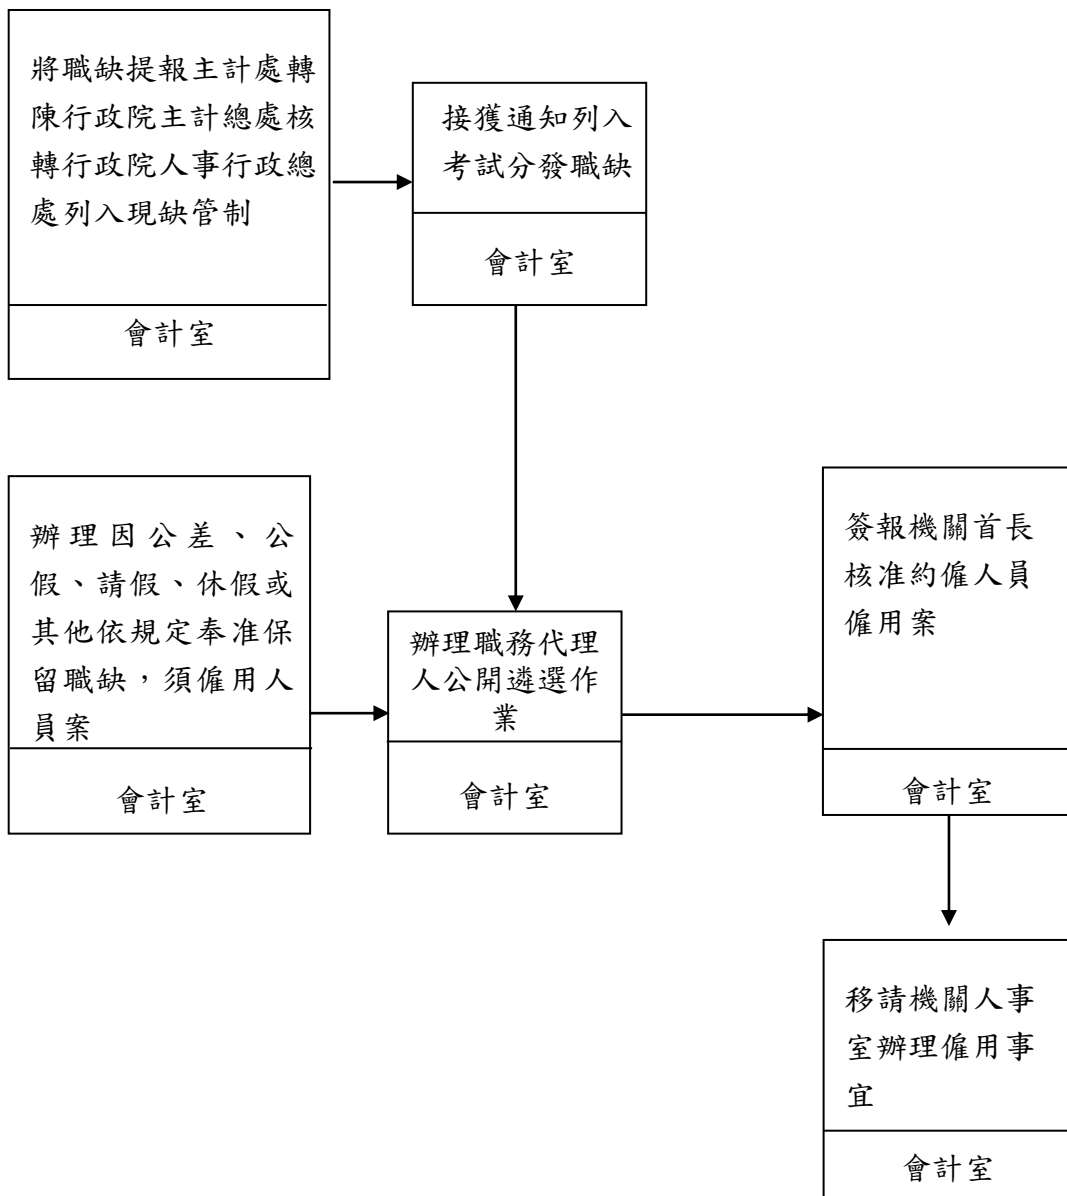 將職缺提報主計處轉
陳行政院主計總處核
轉行政院人事行政總
處列入現缺管制
會計室
接獲通知列入
考試分發職缺
會計室
辦理因公差、公
假、請假、休假或
其他依規定奉准保
留職缺，須僱用人
員案
會計室
辦理職務代理
人公開遴選作
業
會計室
簽報機關首長
核准約僱人員
僱用案
會計室
移請機關人事
室辦理僱用事
宜
會計室